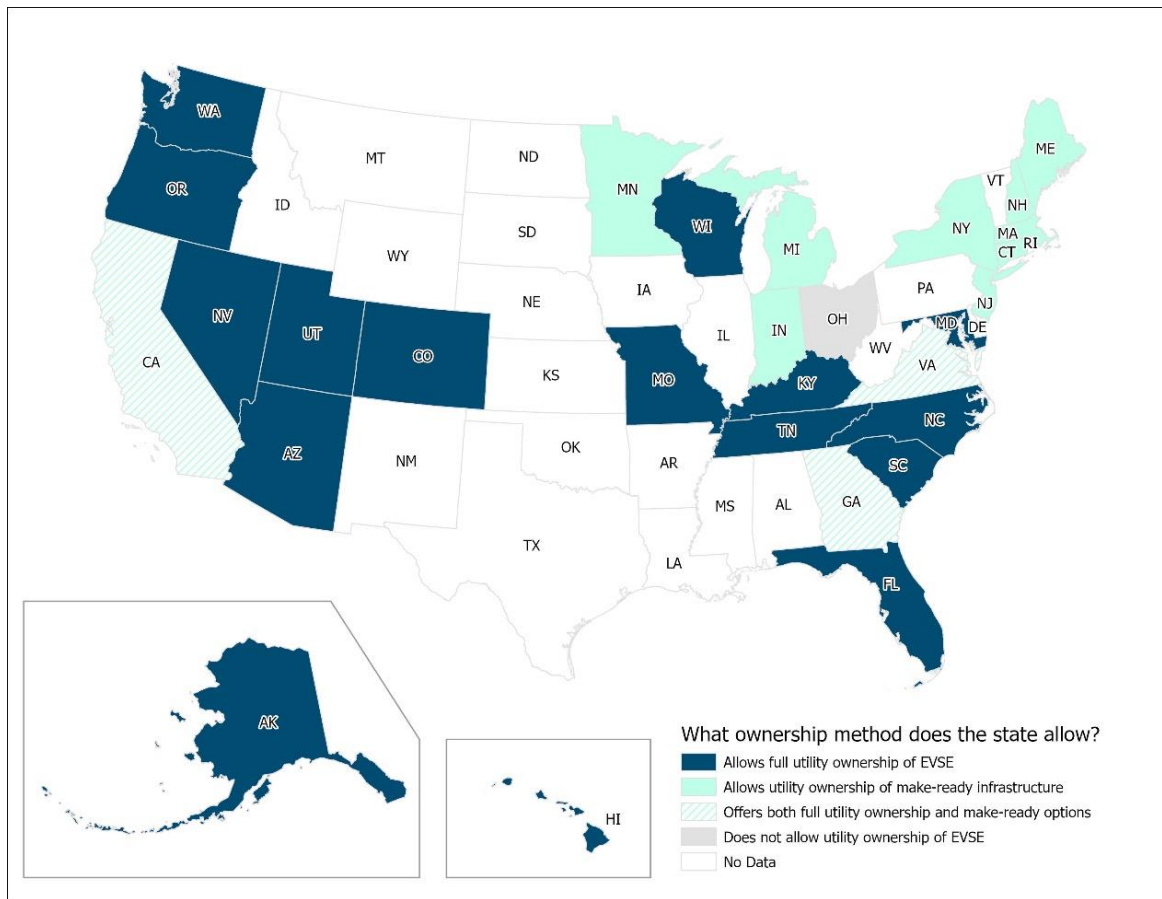 WA
MT
ND
MN
ME
OR
ID
SD
WI
VT
NH
NY
MA
RI
CT
MI
WY
IA
NE
PA
NJ
NV
UT
CO
CA
IL
IN
OH
MD
DE
WV
VA
KS
MO
KY
AZ
NM
OK
AR
TN
NC
SC
MS
AL
GA
TX
LA
FL
AK
HI
What ownership method does the state allow?
Allows full utility ownership of EVSE
Allows utility ownership of make-ready infrastructure
Offers both full utility ownership and make-ready options
Does not allow utility ownership of EVSE
No Data